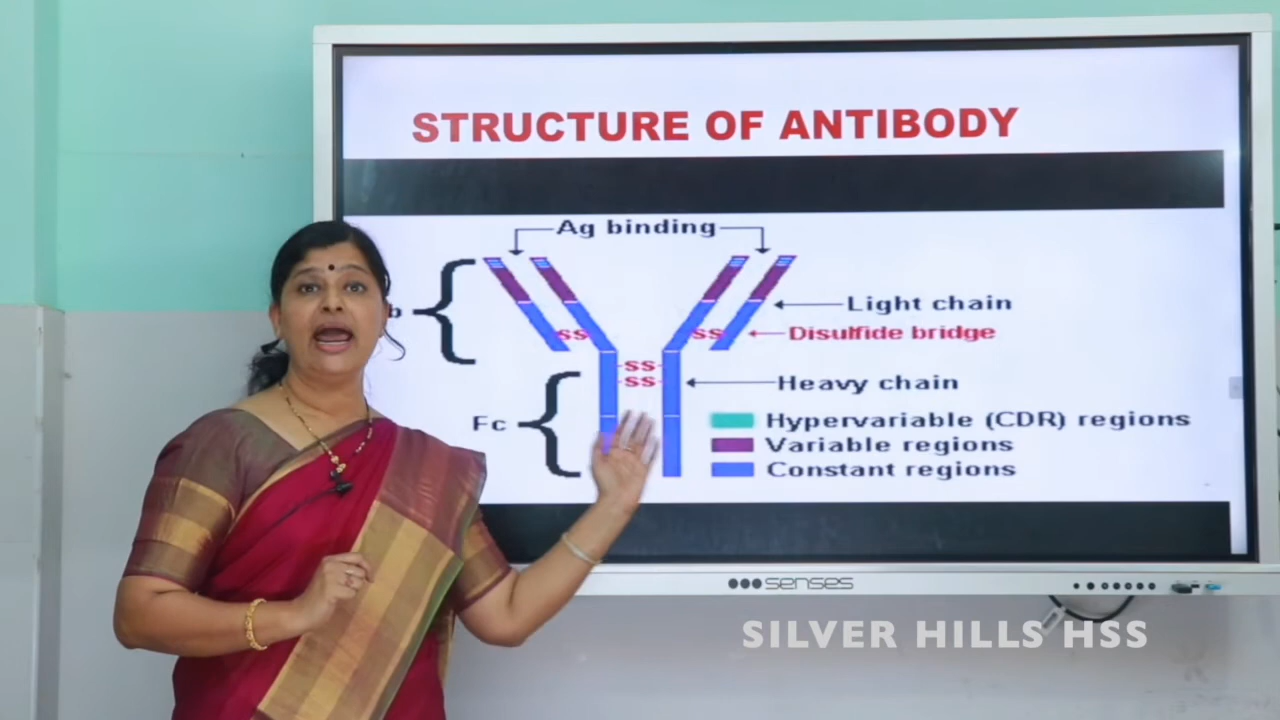 STRUCTURE OF ANTIBODY
Ag binding
Light chain
ss
ss
Disulfide bridge
ss
ss
Heavy chain
Fc
Hypervariable (CDR) regions
Variable regions
Constant regions
senses
SILVER HILLS HSS